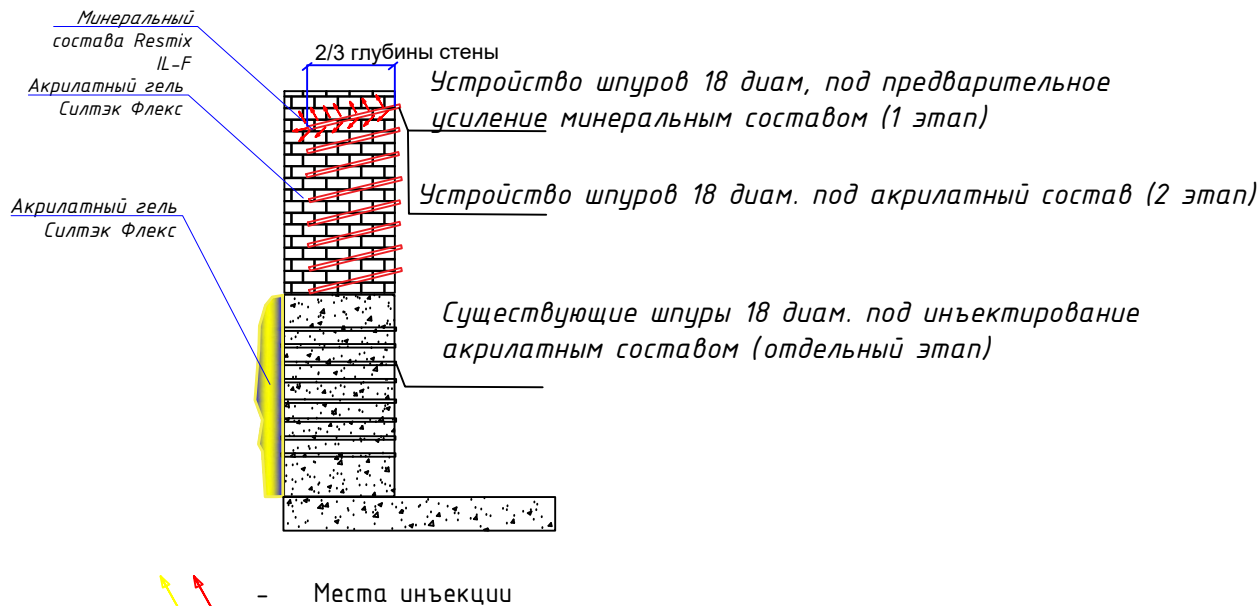 Минеральный
состава Resmix
IL-F
2/3 глубины стены
Акрилатный гель
Силтэк Флекс
Устройство шпуров 18 диам, под предварительное
усиление минеральным составом (1 этап)
Устройство шпуров 18 диам. под акрилатный состав (2 этап)
Акрилатный гель
Силтэк Флекс
Существующие шпуры 18 диам. под инъектирование
акрилатным составом (отдельный этап)
- Места инъекции